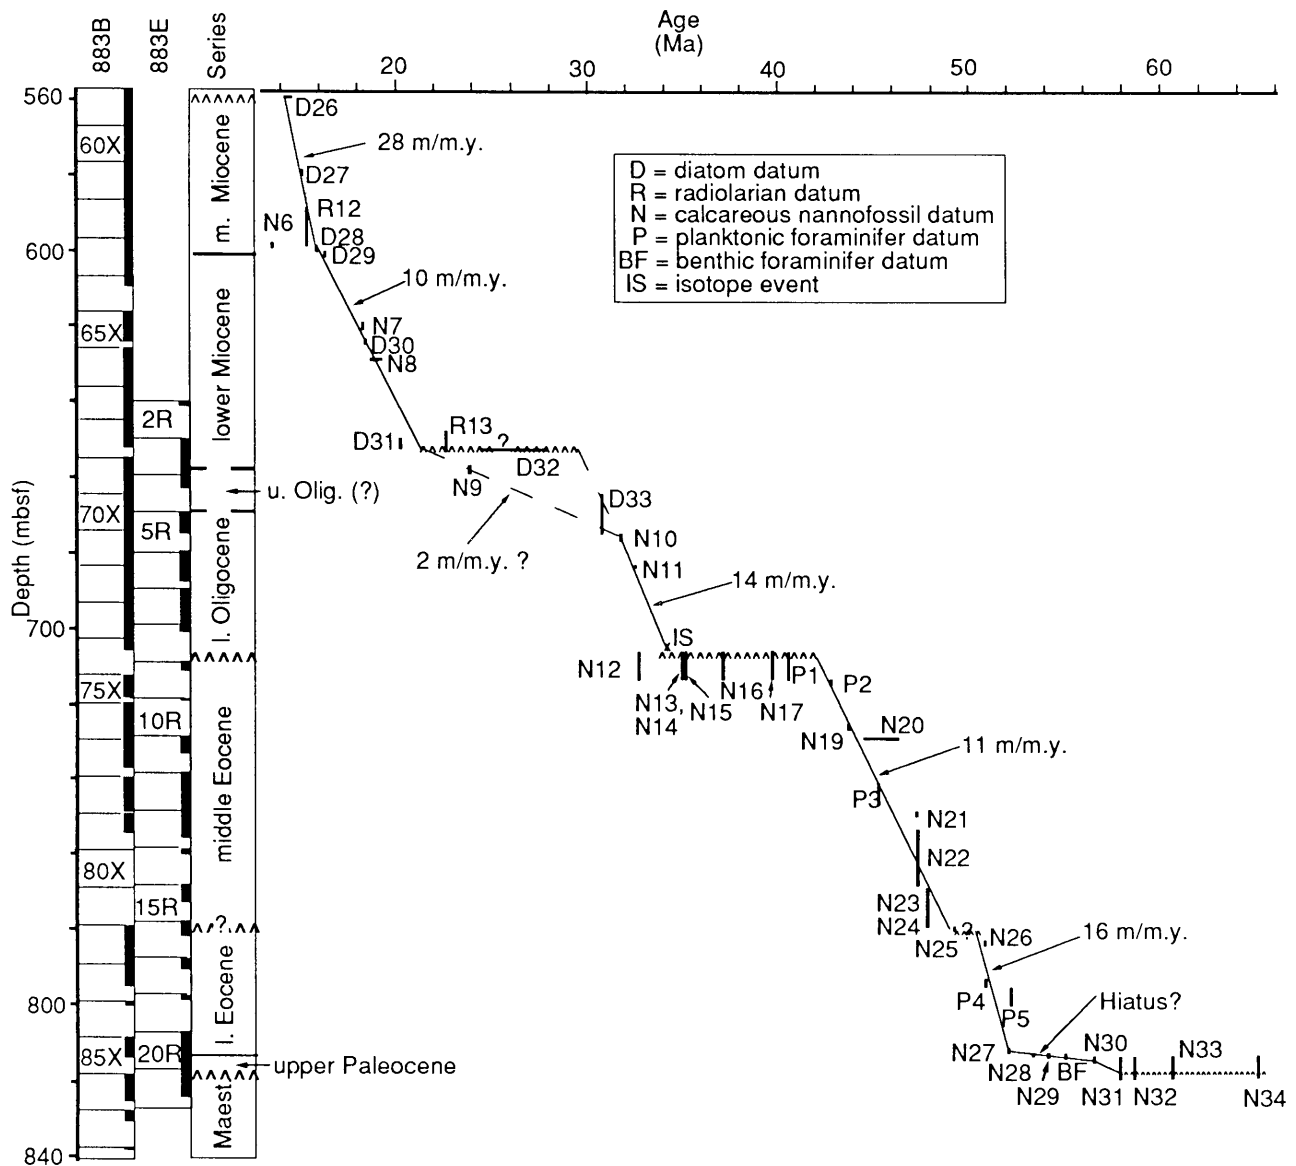 Age
(Ma)
883B
883E
Series
20
30
40
50
60
560
600
700
800
840
Depth (mbsf)
60X
65X
70X
75X
80X
85X
2R
5R
10R
15R
20R
m. Miocene
lower Miocene
u. Olig. (?)
l. Oligocene
middle Eocene
?
l. Eocene
upper Paleocene
Maest
D26
28 m/m.y.
D27
R12
N6
D28
D29
10 m/m.y.
N7
D30
N8
D31
R13
?
D32
N9
D33
2 m/m.y. ?
N10
N11
14 m/m.y.
IS
N12
N13,
N14
N15
N16
N17
P1
P2
N19
N20
11 m/m.y.
P3
N21
N22
N23
N24
N25
?
N26
16 m/m.y.
P4
P5
Hiatus?
N27
N28
N29
BF
N30
N31
N32
N33
N34
D = diatom datum
R = radiolarian datum
N = calcareous nannofossil datum
P = planktonic foraminifer datum
BF = benthic foraminifer datum
IS = isotope event